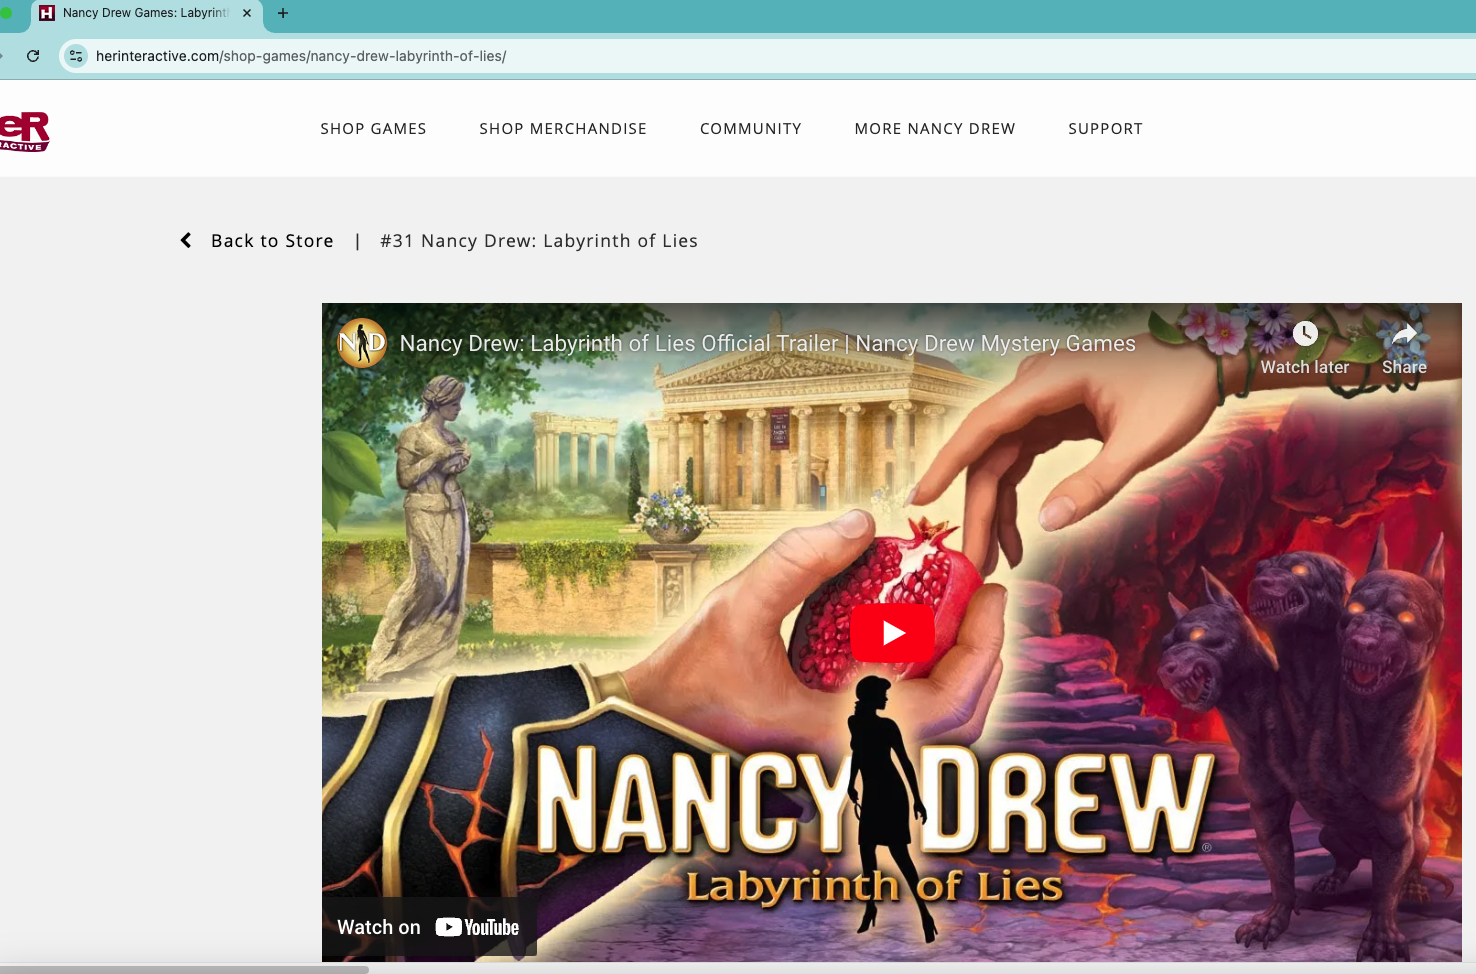 Nancy Drew Games: Labyrint
herinteractive.com/shop-games/nancy-drew-labyrinth-of-lies/
eR
ACTIVE
SHOP GAMES
SHOP MERCHANDISE
COMMUNITY
MORE NANCY DREW
SUPPORT
Back to Store | #31 Nancy Drew: Labyrinth of Lies
ND
Nancy Drew: Labyrinth of Lies Official Trailer | Nancy Drew Mystery Games
Watch later
Share
NANCY DREW®
Labyrinth of Lies
Watch on YouTube